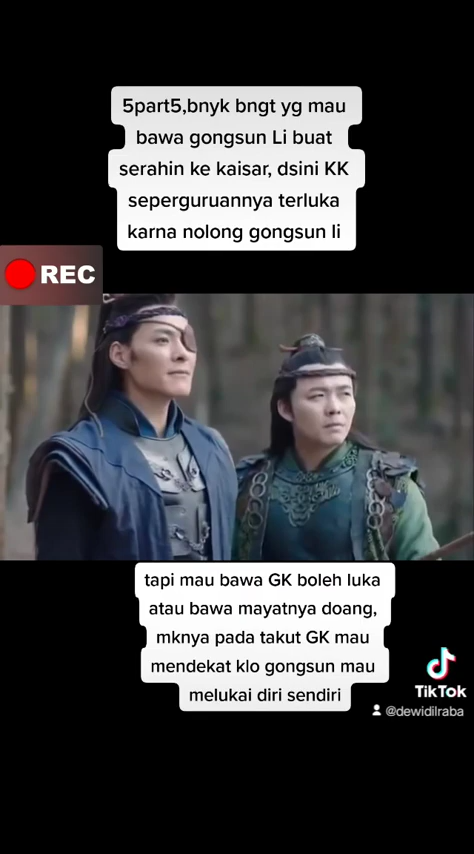 5part5,bnyk bngt yg mau
bawa gongsun Li buat
serahin ke kaisar, dsini KK
seperguruannya terluka
karna nolong gongsun li
REC
tapi mau bawa GK boleh luka
atau bawa mayatnya doang,
mknya pada takut GK mau
mendekat klo gongsun mau
melukai diri sendiri
TikTok
@dewidilraba